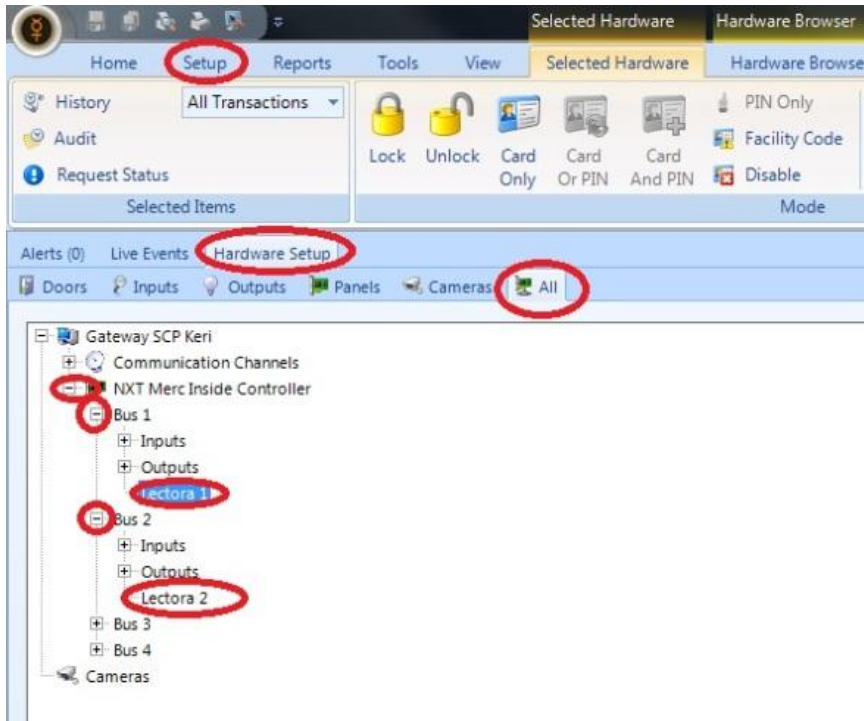 Selected Hardware Hardware Browser
Home Setup Reports Tools View Selected Hardware Hardware Browse
History All Transactions
Audit
Request Status
Lock Unlock Card Only Card Or PIN Card And PIN
PIN Only
Facility Code
Disable
Selected Items Mode
Alerts (0) Live Events Hardware Setup
Doors Inputs Outputs Panels Cameras All
Gateway SCP Keri
Communication Channels
NXT Merc Inside Controller
Bus 1
Inputs
Outputs
Lectora 1
Bus 2
Inputs
Outputs
Lectora 2
Bus 3
Bus 4
Cameras